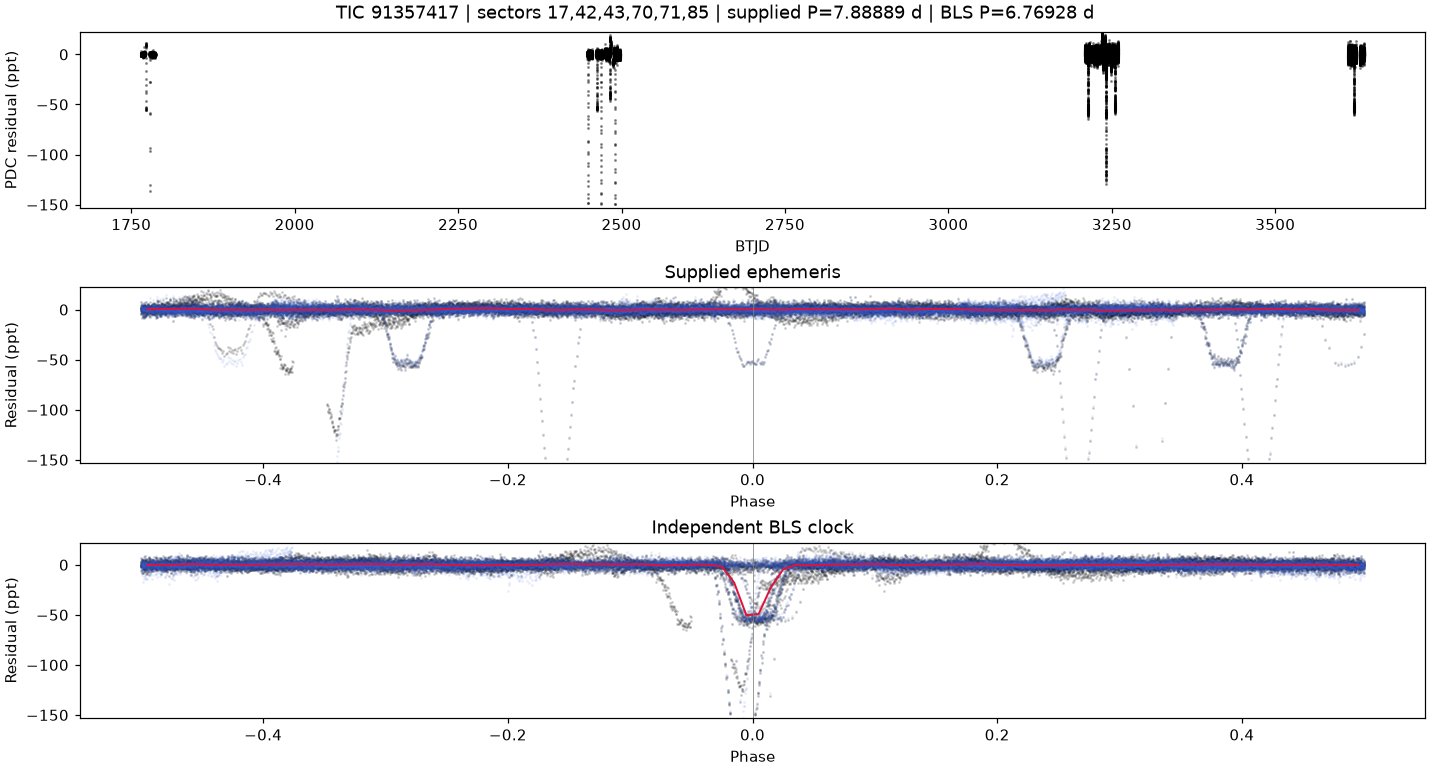 TIC 91357417 | sectors 17,42,43,70,71,85 | supplied P=7.88889 d | BLS P=6.76928 d
PDC residual (ppt)
0
−50
−100
−150
1750 2000 2250 2500 2750 3000 3250 3500
BTJD
Supplied ephemeris
Residual (ppt)
0
−50
−100
−150
−0.4 −0.2 0.0 0.2 0.4
Phase
Independent BLS clock
Residual (ppt)
0
−50
−100
−150
−0.4 −0.2 0.0 0.2 0.4
Phase